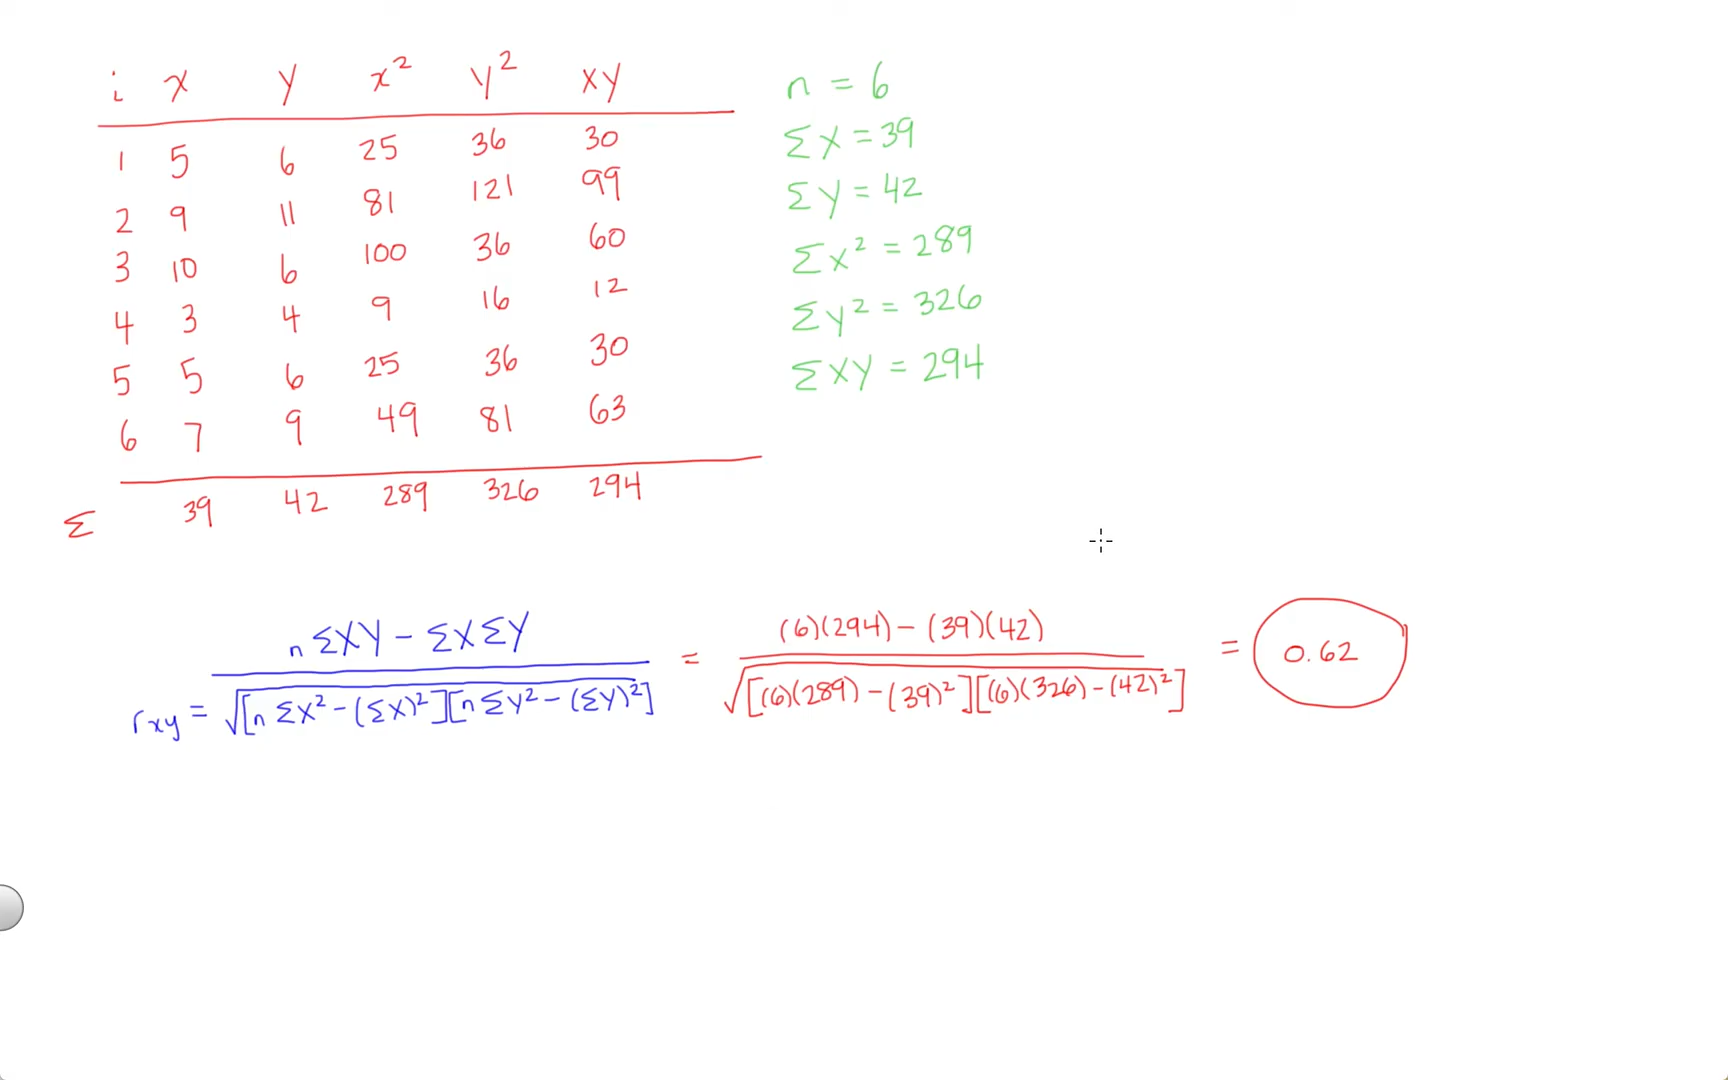 i x y x² y² xy
1 5 6 25 36 30
2 9 11 81 121 99
3 10 6 100 36 60
4 3 4 9 16 12
5 5 6 25 36 30
6 7 9 49 81 63
Σ 39 42 289 326 294
n = 6
ΣX = 39
ΣY = 42
ΣX² = 289
ΣY² = 326
ΣXY = 294
nΣXY - ΣXΣY
rxy = √[nΣX² - (ΣX)²][nΣY² - (ΣY)²]
= (6)(294) - (39)(42)
√[(6)(289) - (39)²][(6)(326) - (42)²]
= 0.62